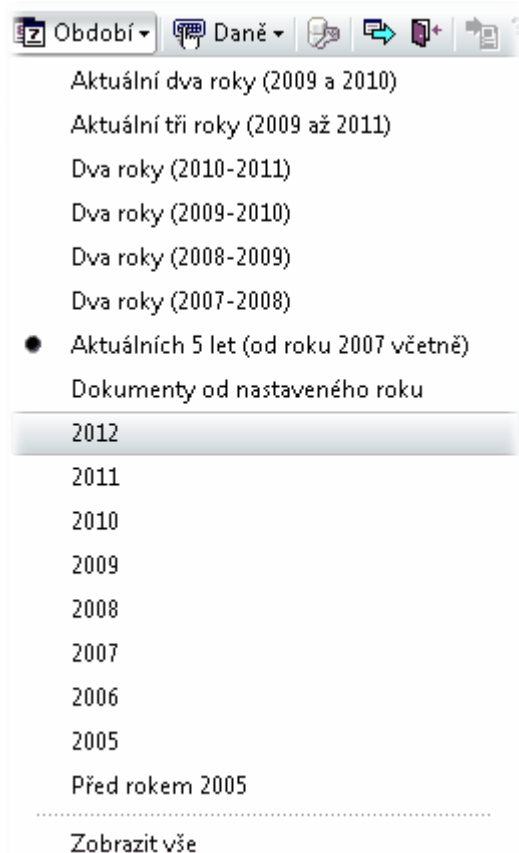 Období Daně
Aktuální dva roky (2009 a 2010)
Aktuální tři roky (2009 až 2011)
Dva roky (2010-2011)
Dva roky (2009-2010)
Dva roky (2008-2009)
Dva roky (2007-2008)
Aktuálních 5 let (od roku 2007 včetně)
Dokumenty od nastaveného roku
2012
2011
2010
2009
2008
2007
2006
2005
Před rokem 2005
Zobrazit vše